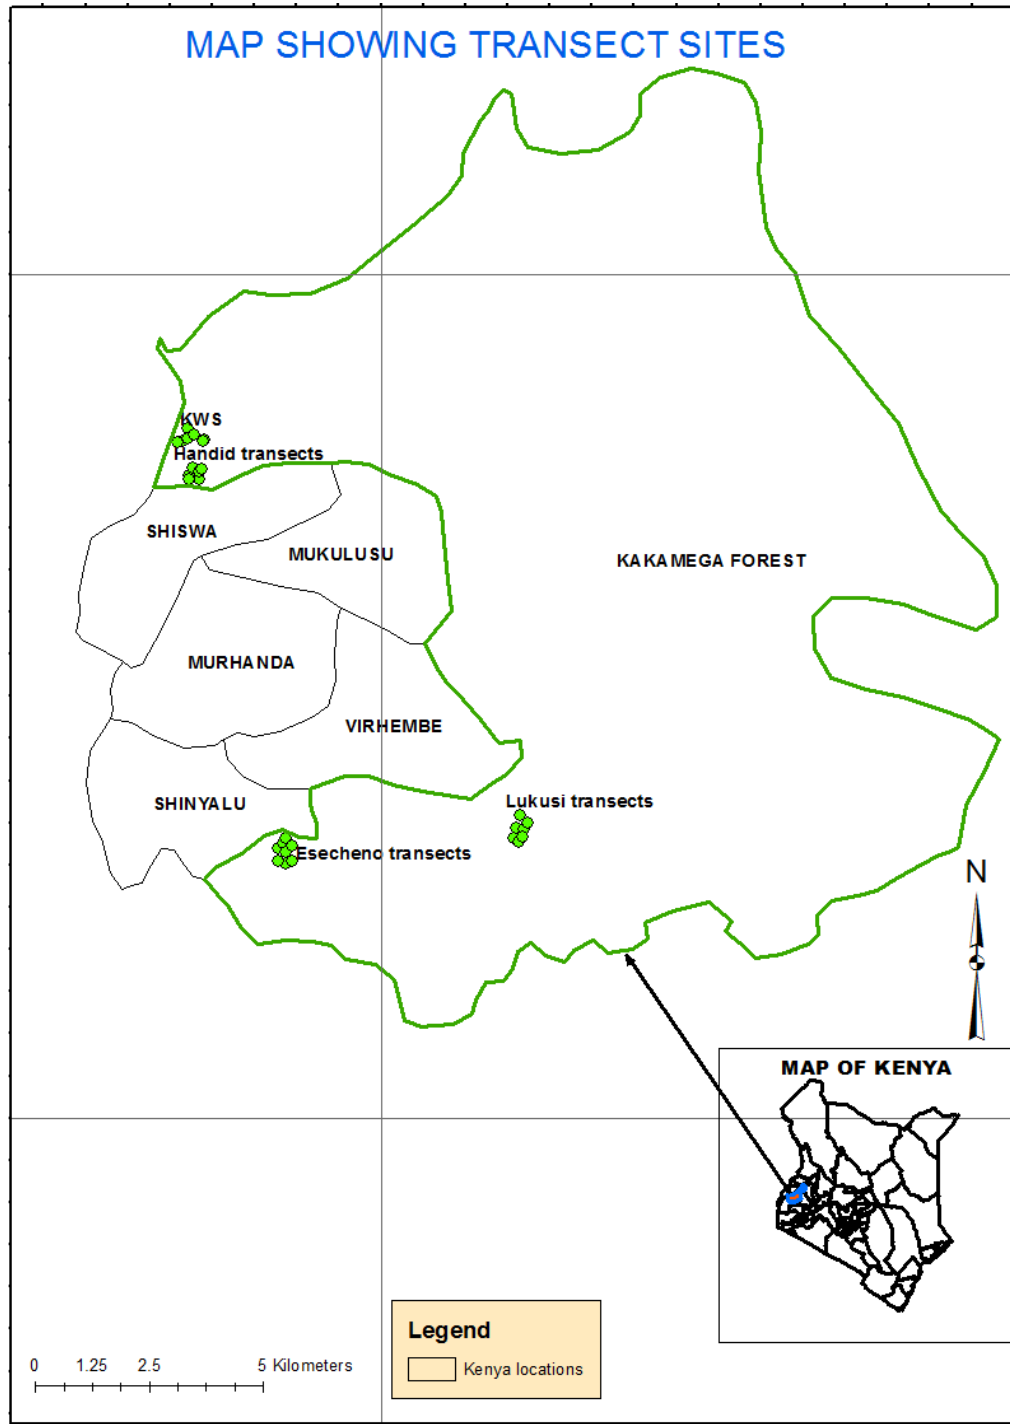 MAP SHOWING TRANSECT SITES
KWS
Handid transects
SHISWA
MUKULUSU
KAKAMEGA FOREST
MURHANDA
VIRHEMBE
SHINYALU
Lukusi transects
Esecheno transects
N
MAP OF KENYA
Legend
Kenya locations
0 1.25 2.5 5 Kilometers